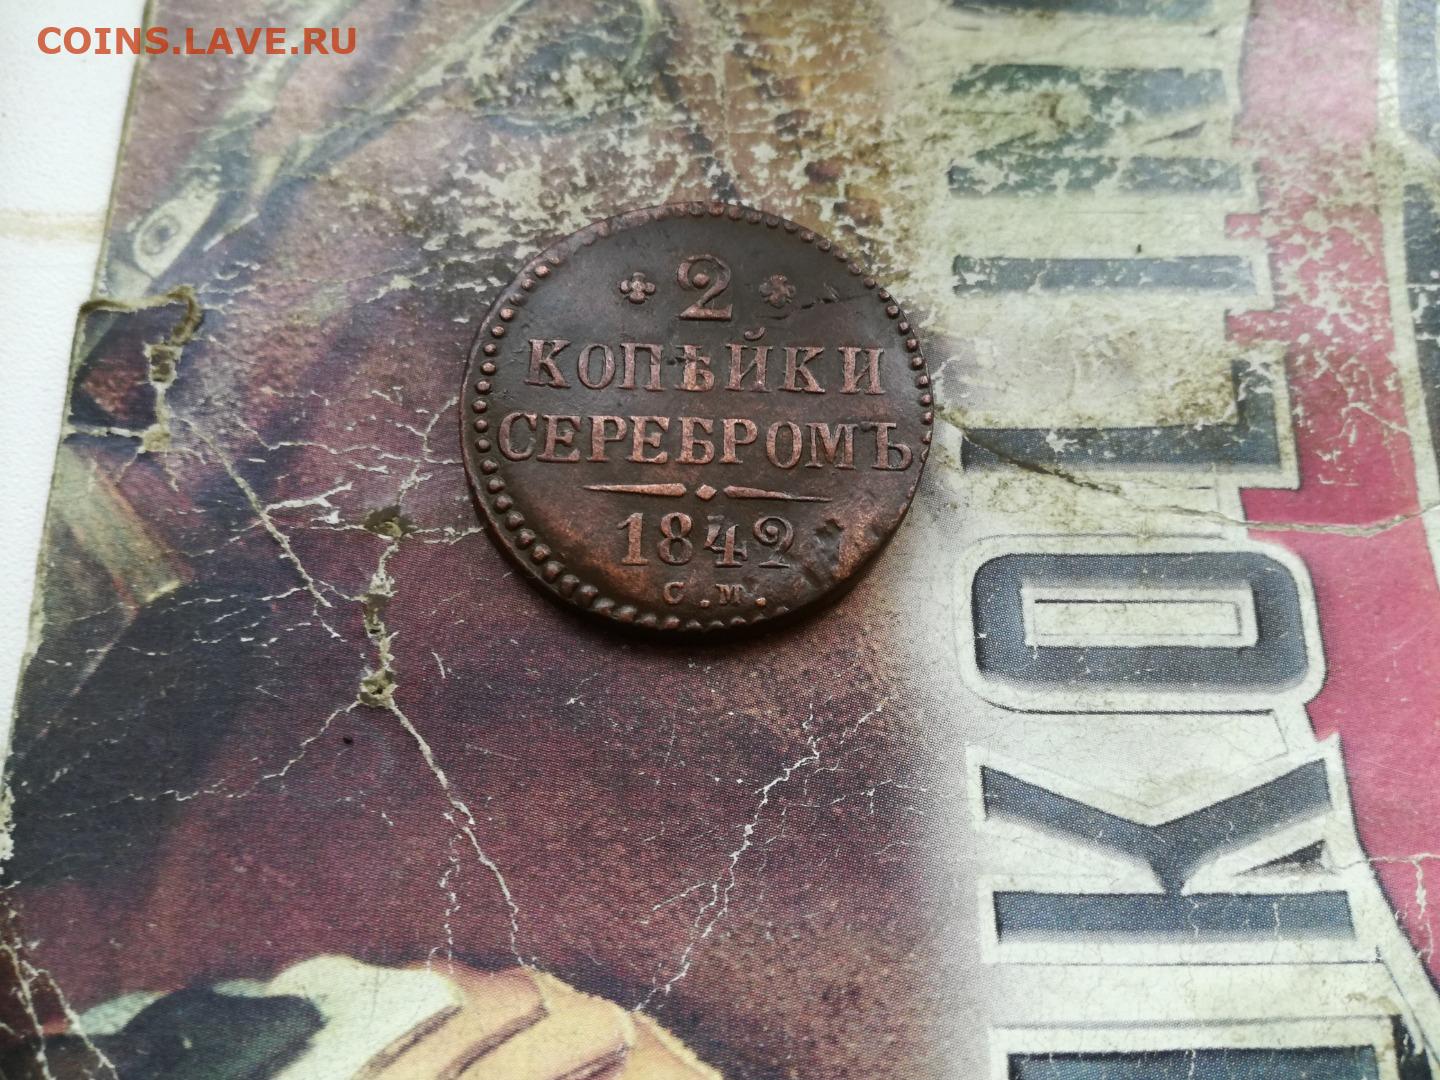 COINS.LAVE.RU
2
КОПѢЙКИ
СЕРЕБРОМЪ
1842
С.М.